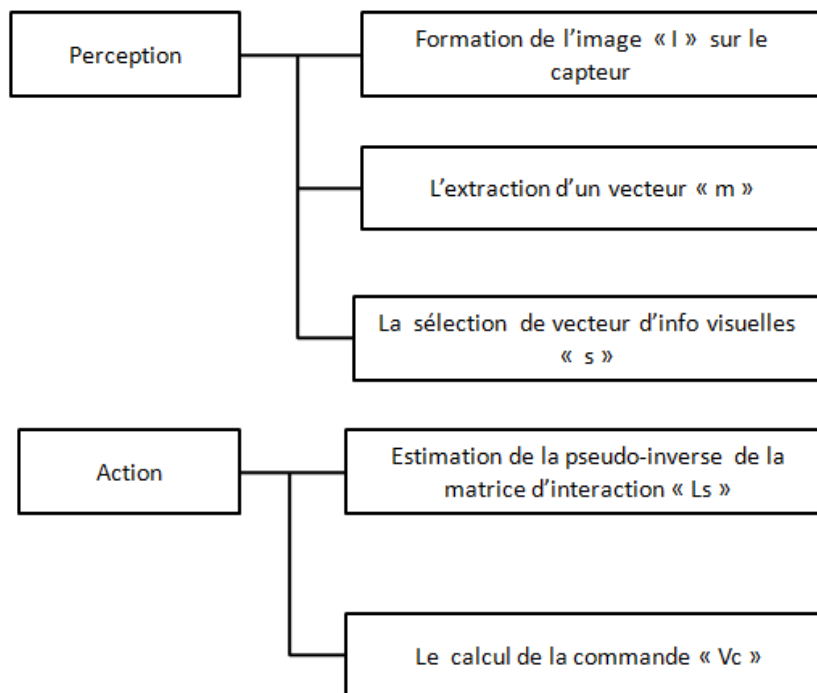 Perception
Formation de l'image « I » sur le
capteur
L'extraction d'un vecteur « m »
La sélection de vecteur d'info visuelles
« s »
Action
Estimation de la pseudo-inverse de la
matrice d'interaction « Ls »
Le calcul de la commande « Vc »